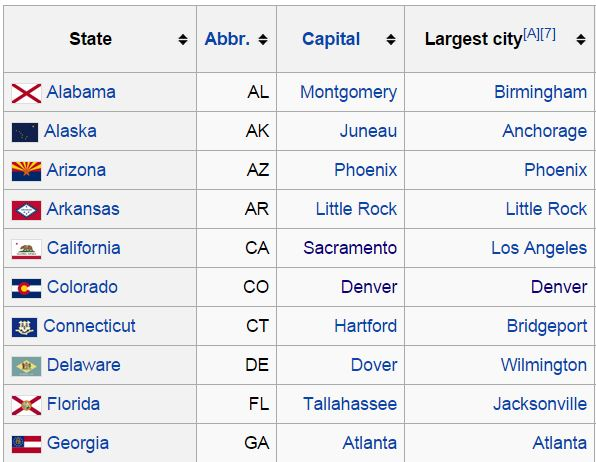 State Abbr. Capital Largest city[A][7]
Alabama AL Montgomery Birmingham
Alaska AK Juneau Anchorage
Arizona AZ Phoenix Phoenix
Arkansas AR Little Rock Little Rock
California CA Sacramento Los Angeles
Colorado CO Denver Denver
Connecticut CT Hartford Bridgeport
Delaware DE Dover Wilmington
Florida FL Tallahassee Jacksonville
Georgia GA Atlanta Atlanta